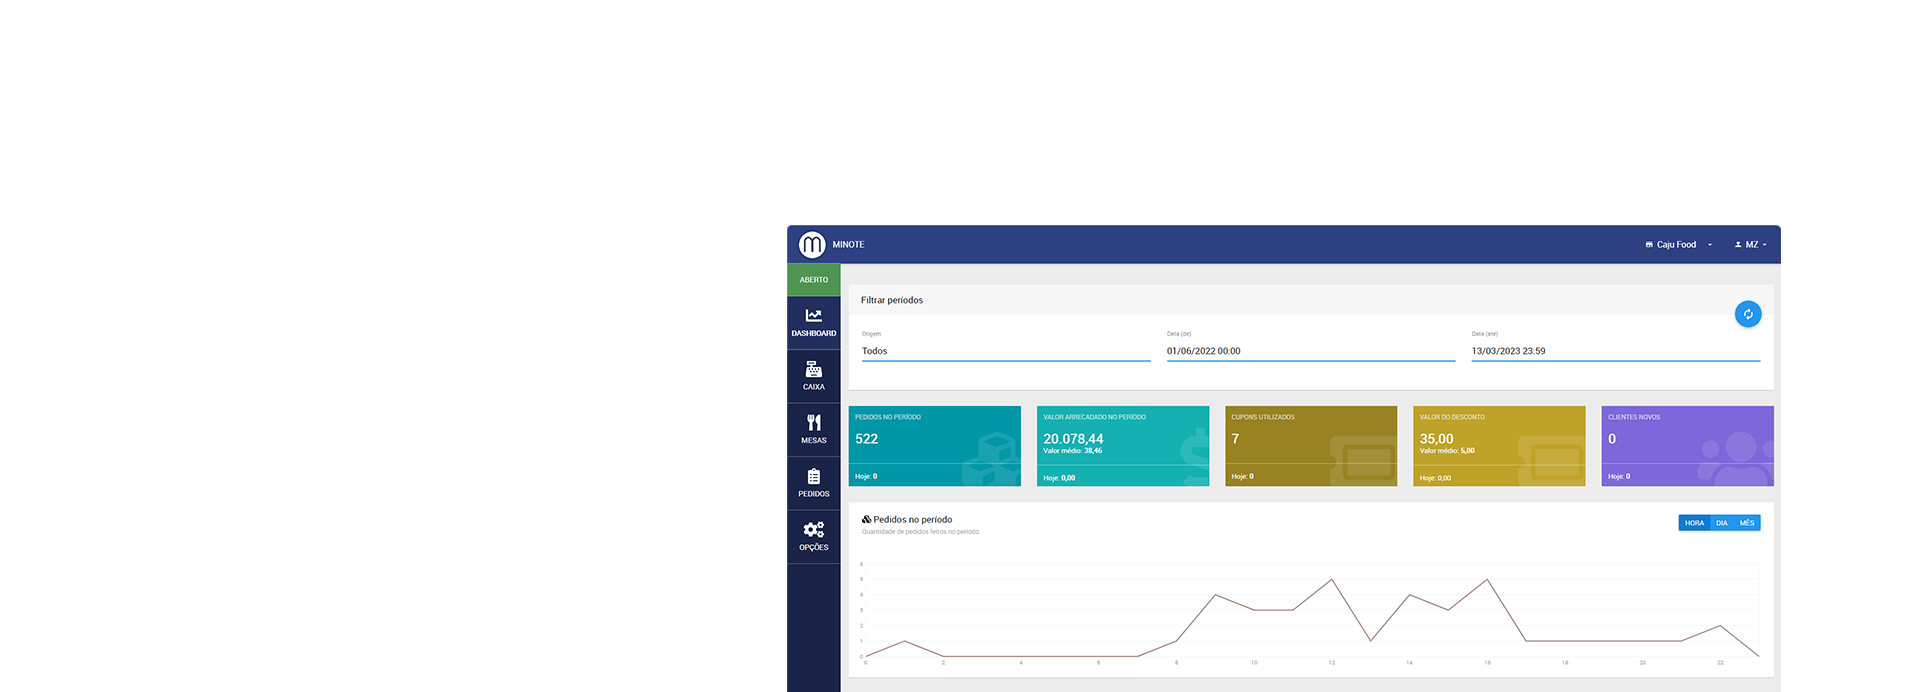 m MINOTE
Caju Food
MZ
ABERTO
DASHBOARD
CAIXA
MESAS
PEDIDOS
OPÇÕES
Filtrar períodos
Origem
Todos
Data (de)
01/06/2022 00:00
Data (até)
13/03/2023 23:59
PEDIDOS NO PERÍODO
522
Hoje: 0
VALOR ARRECADADO NO PERÍODO
20.078,44
Valor médio: 38,46
Hoje: 0,00
CUPONS UTILIZADOS
7
Hoje: 0
VALOR DO DESCONTO
35,00
Valor médio: 5,00
Hoje: 0,00
CLIENTES NOVOS
0
Hoje: 0
Pedidos no período
Quantidade de pedidos feitos no período.
HORA DIA MÊS
6
5
4
3
2
1
0
0 2 4 6 8 10 12 14 16 18 20 22